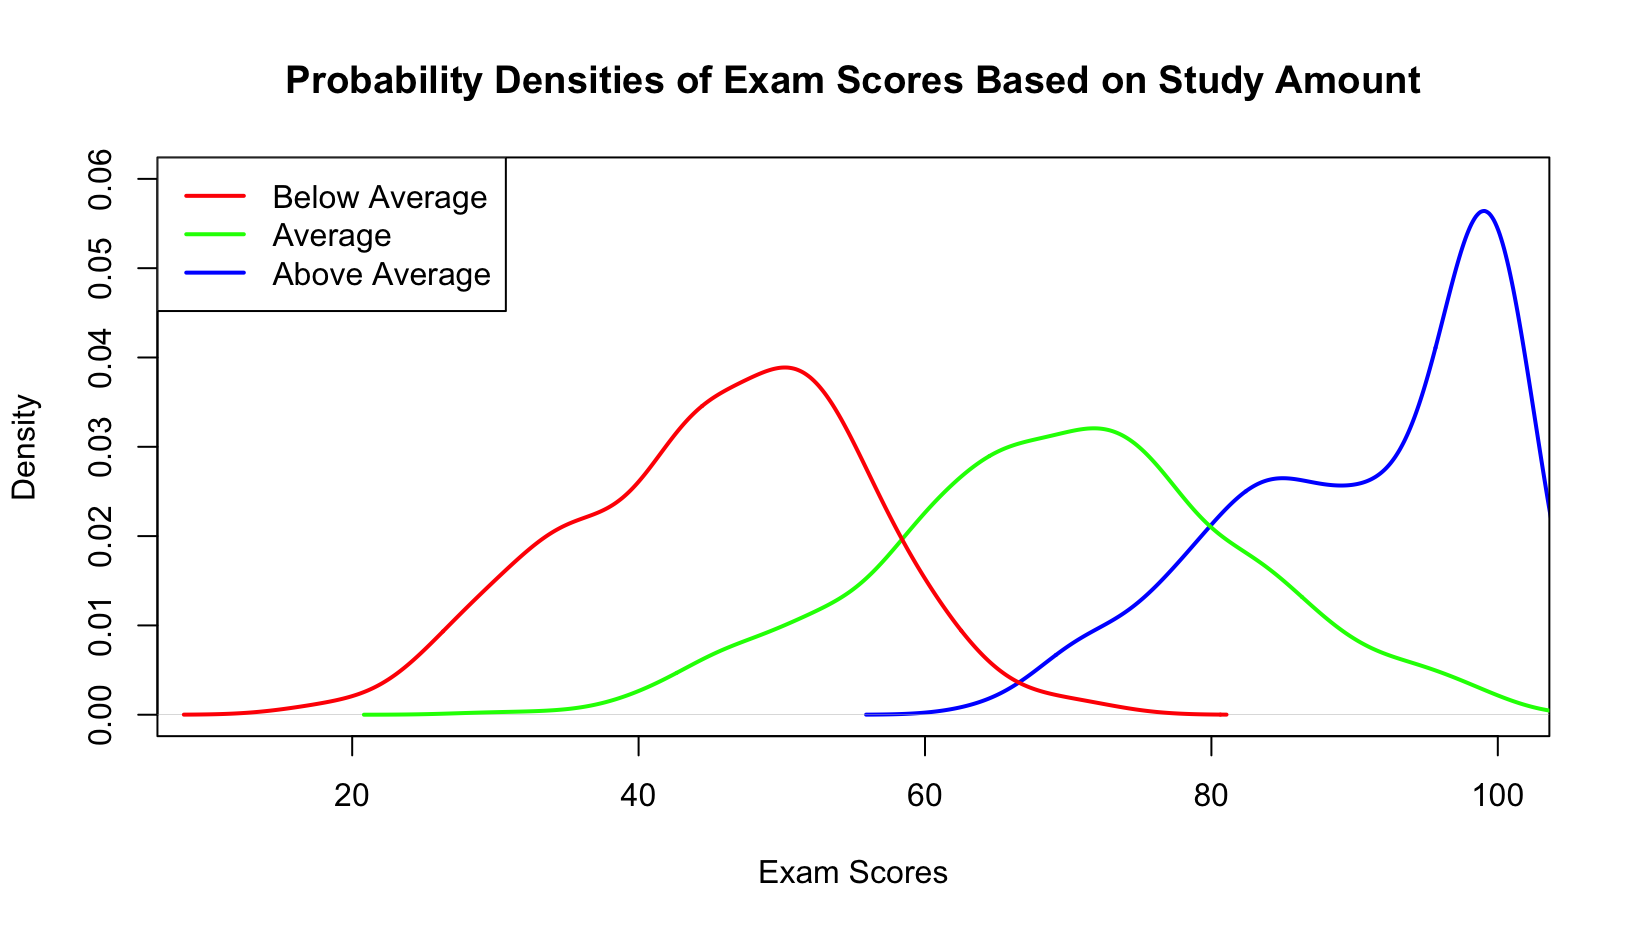 Probability Densities of Exam Scores Based on Study Amount
Below Average
Average
Above Average
Density
0.06
0.05
0.04
0.03
0.02
0.01
0.00
20 40 60 80 100
Exam Scores